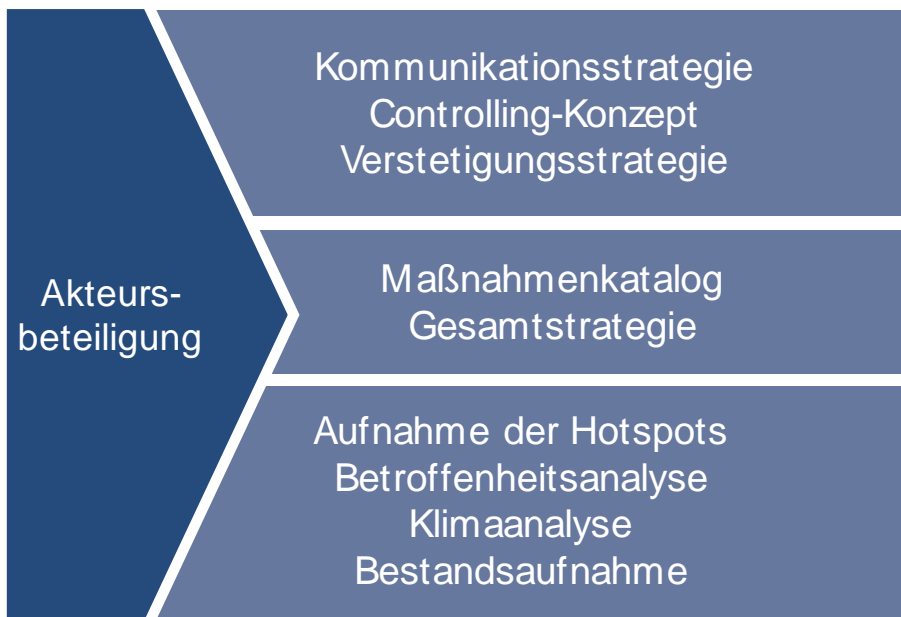 Akteurs-
beteiligung
Kommunikationsstrategie
Controlling-Konzept
Verstetigungsstrategie
Maßnahmenkatalog
Gesamtstrategie
Aufnahme der Hotspots
Betroffenheitsanalyse
Klimaanalyse
Bestandsaufnahme